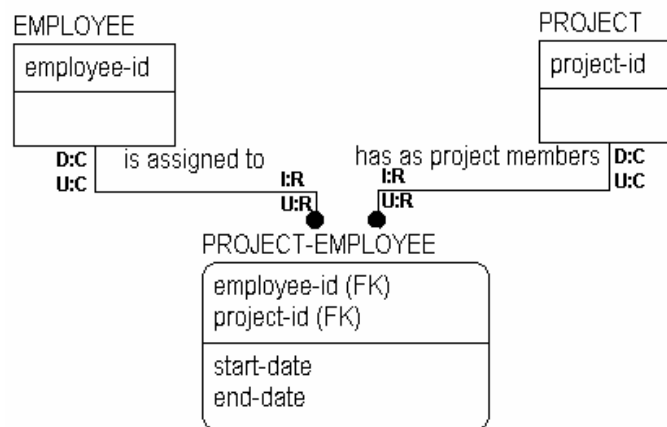 EMPLOYEE
employee-id
PROJECT
project-id
D:C
U:C
is assigned to
I:R
U:R
has as project members
I:R
U:R
D:C
U:C
PROJECT-EMPLOYEE
employee-id (FK)
project-id (FK)
start-date
end-date